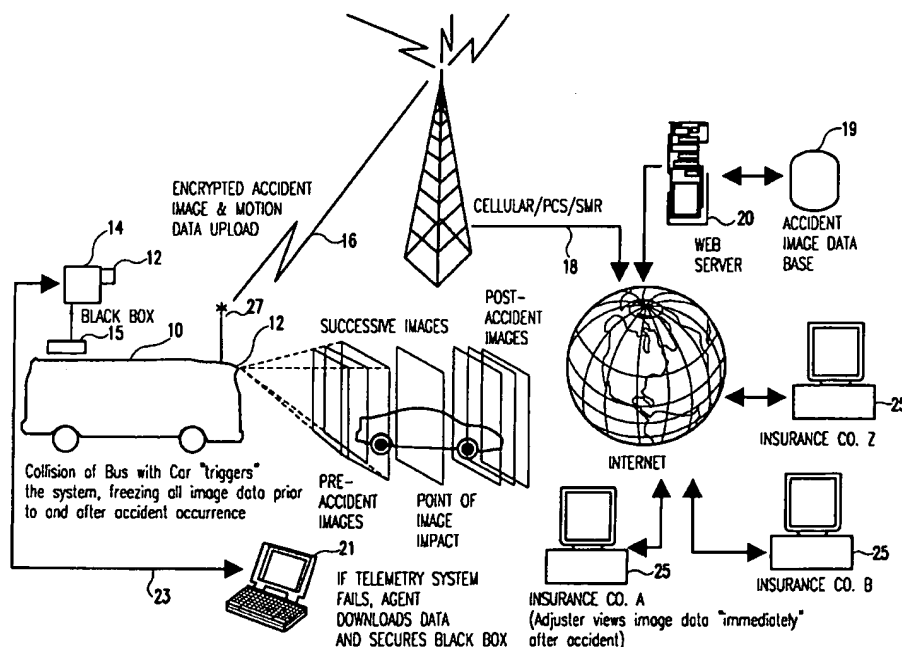 ENCRYPTED ACCIDENT
IMAGE & MOTION
DATA UPLOAD
16
CELLULAR/PCS/SMR
18
20
WEB
SERVER
19
ACCIDENT
IMAGE DATA
BASE
14
12
BLACK BOX
15
10
27
12
SUCCESSIVE IMAGES
POST-
ACCIDENT
IMAGES
Collision of Bus with Car "triggers"
the system, freezing all image data prior
to and after accident occurrence
PRE-
ACCIDENT
IMAGES
POINT OF
IMAGE
IMPACT
INTERNET
25
INSURANCE CO. Z
23
21
IF TELEMETRY SYSTEM
FAILS, AGENT
DOWNLOADS DATA
AND SECURES BLACK BOX
25
INSURANCE CO. A
(Adjuster views image data "immediately"
after accident)
25
INSURANCE CO. B